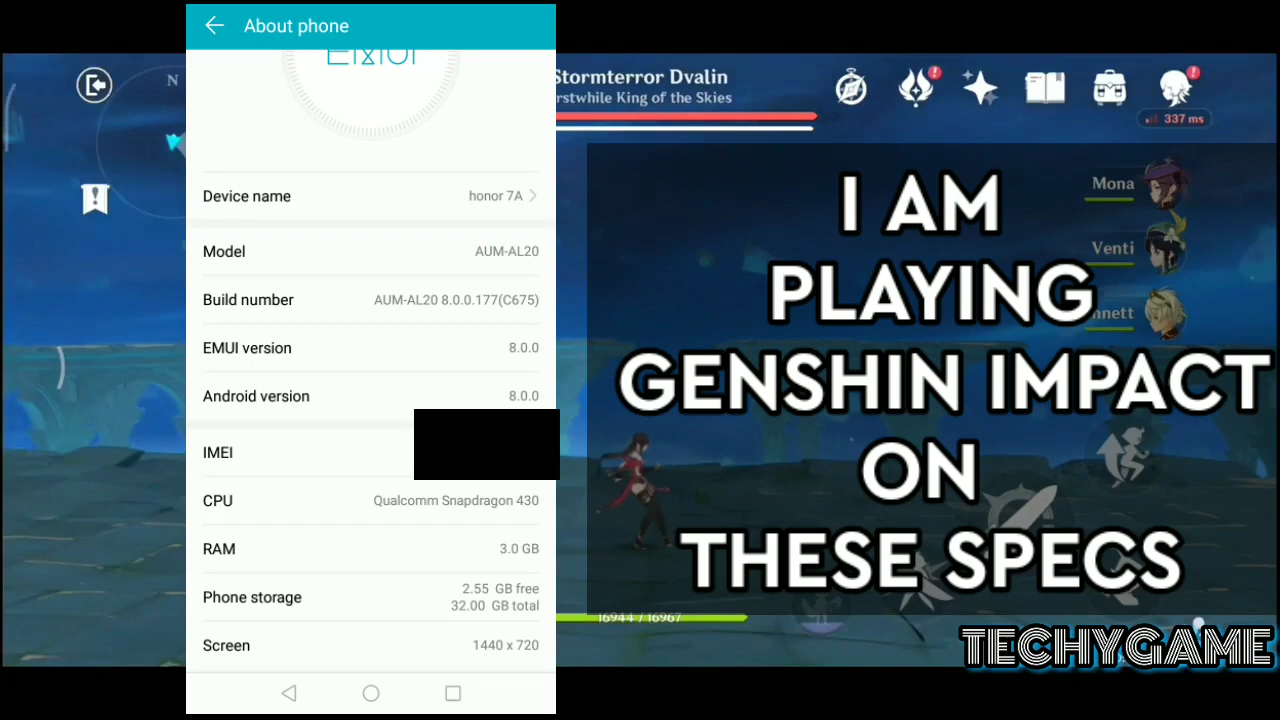 About phone
EMUI
Device name honor 7A
Model AUM-AL20
Build number AUM-AL20 8.0.0.177(C675)
EMUI version 8.0.0
Android version 8.0.0
IMEI
CPU Qualcomm Snapdragon 430
RAM 3.0 GB
Phone storage 2.55 GB free
32.00 GB total
Screen 1440 x 720
N
Stormterror Dvalin
rstwhile King of the Skies
337 ms
Mona
Venti
nnett
I AM
PLAYING
GENSHIN IMPACT
ON
THESE SPECS
16944 / 16967
TECHYGAME